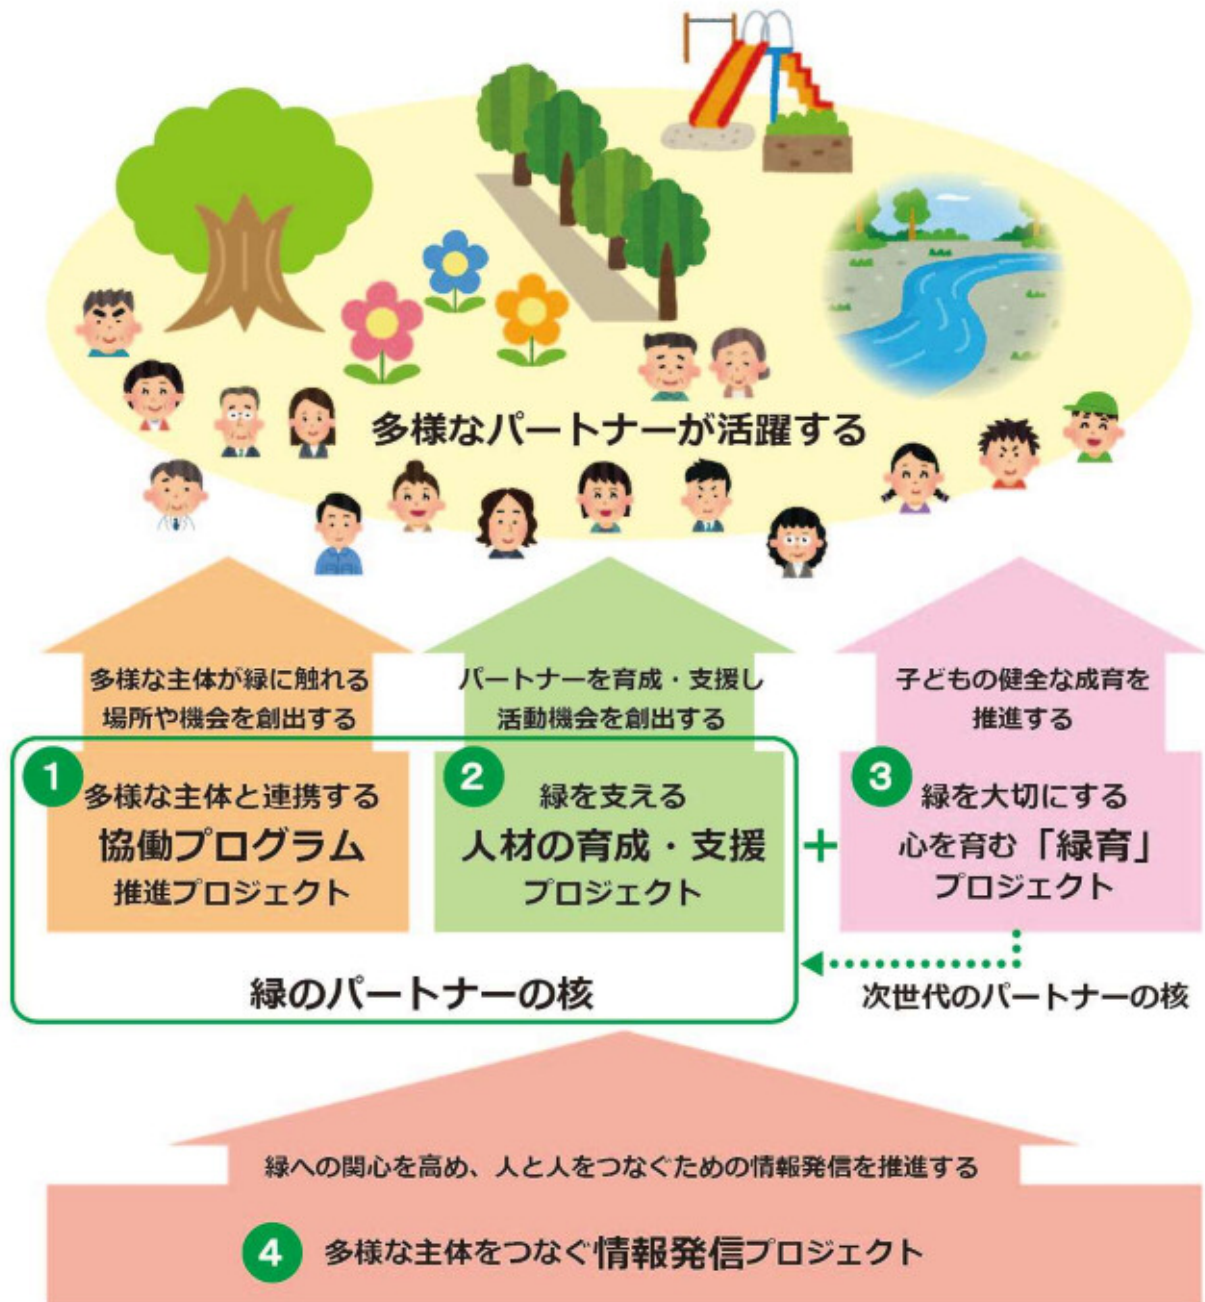 多様なパートナーが活躍する
多様な主体が緑に触れる
場所や機会を創出する
パートナーを育成・支援し
活動機会を創出する
子どもの健全な成育を
推進する
1
多様な主体と連携する
協働プログラム
推進プロジェクト
2
緑を支える
人材の育成・支援
プロジェクト
+
3
緑を大切にする
心を育む「緑育」
プロジェクト
緑のパートナーの核
次世代のパートナーの核
緑への関心を高め、人と人をつなぐための情報発信を推進する
4 多様な主体をつなぐ情報発信プロジェクト